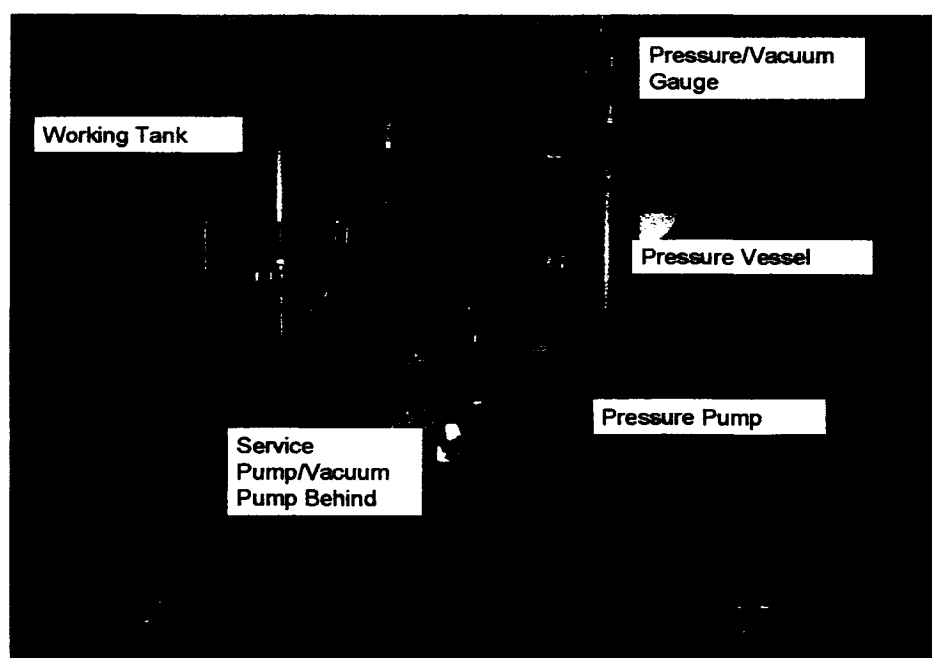 Pressure/Vacuum
Gauge
Working Tank
Pressure Vessel
Pressure Pump
Service
Pump/Vacuum
Pump Behind